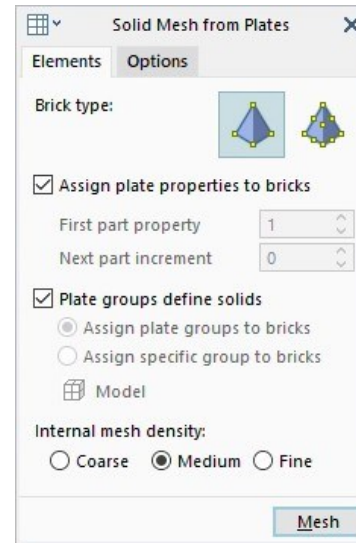 Solid Mesh from Plates
Elements Options
Brick type:
Assign plate properties to bricks
First part property 1
Next part increment 0
Plate groups define solids
Assign plate groups to bricks
Assign specific group to bricks
Model
Internal mesh density:
Coarse Medium Fine
Mesh